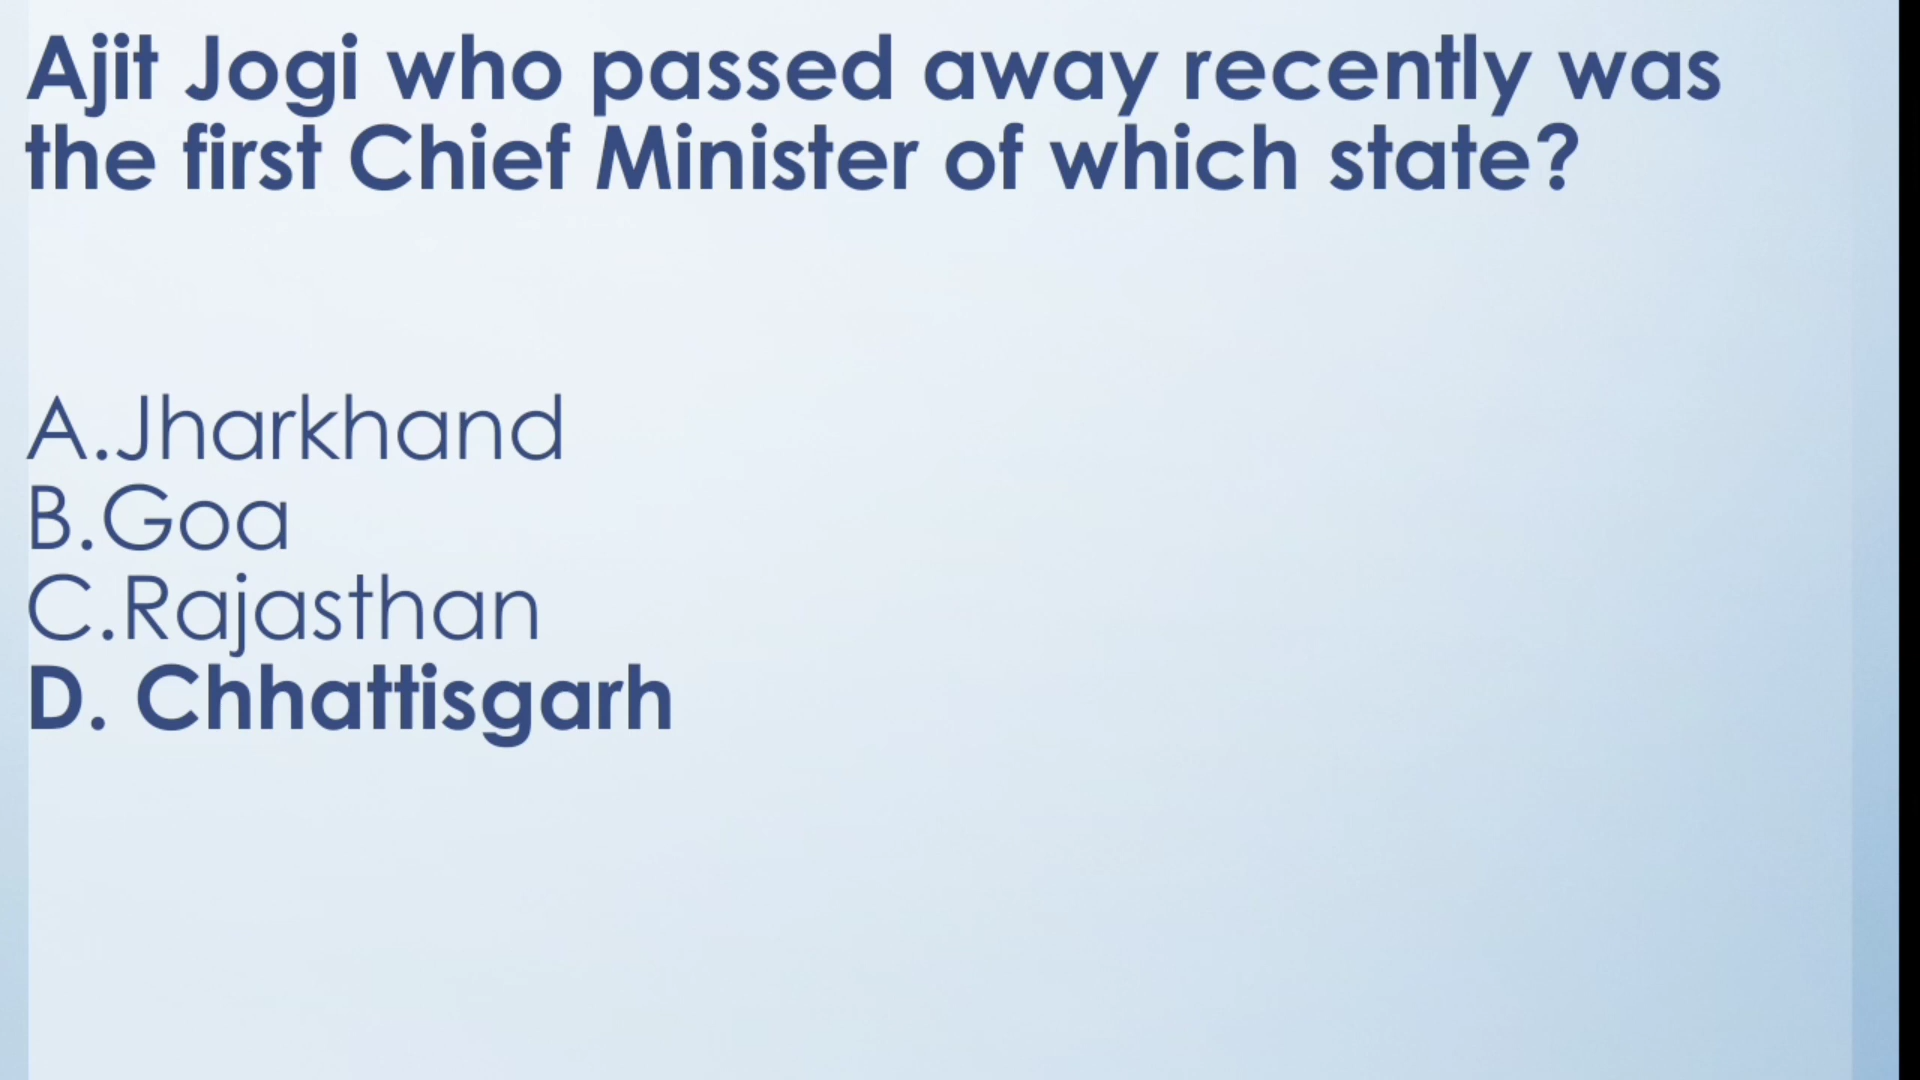 Ajit Jogi who passed away recently was
the first Chief Minister of which state?
A.Jharkhand
B.Goa
C.Rajasthan
D. Chhattisgarh